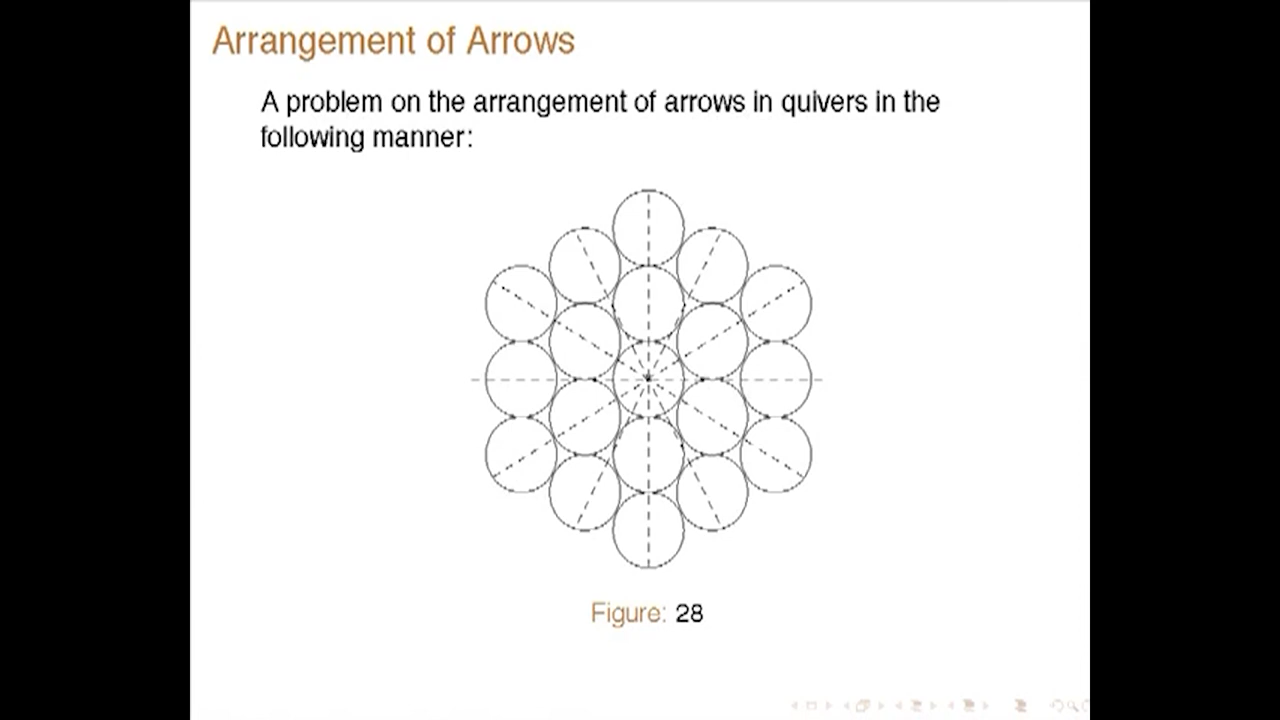 Arrangement of Arrows
A problem on the arrangement of arrows in quivers in the
following manner:
Figure: 28